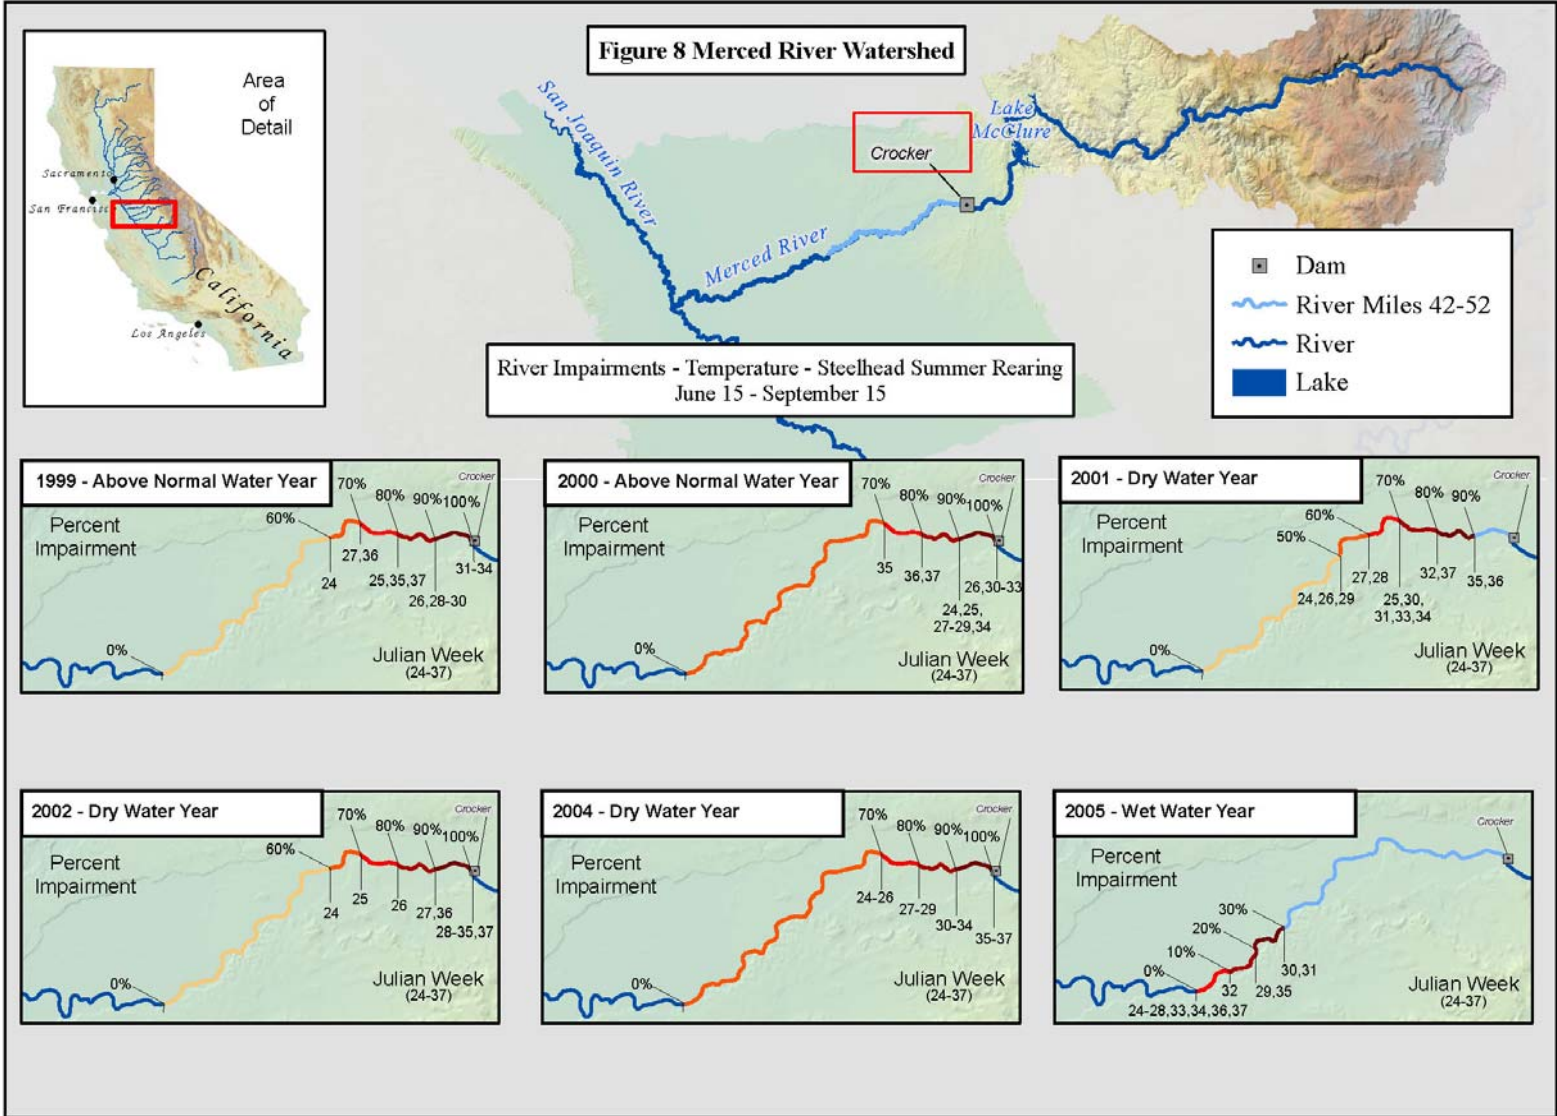 Figure 8 Merced River Watershed
Area
of
Detail
Sacramento
San Francisc
California
Los Angeles
San Joaquin River
Merced River
Crocker
Lake
McClure
Dam
River Miles 42-52
River
Lake
River Impairments - Temperature - Steelhead Summer Rearing
June 15 - September 15
1999 - Above Normal Water Year
Crocker
Percent
Impairment
0%
60%
70%
80%
90%
100%
24
27,36
25,35,37
26,28-30
31-34
Julian Week
(24-37)
2000 - Above Normal Water Year
Crocker
Percent
Impairment
0%
70%
80%
90%
100%
35
36,37
24,25,
27-29,34
26,30-33
Julian Week
(24-37)
2001 - Dry Water Year
Crocker
Percent
Impairment
0%
50%
60%
70%
80%
90%
24,26,29
27,28
25,30,
31,33,34
32,37
35,36
Julian Week
(24-37)
2002 - Dry Water Year
Crocker
Percent
Impairment
0%
60%
70%
80%
90%
100%
24
25
26
27,36
28-35,37
Julian Week
(24-37)
2004 - Dry Water Year
Crocker
Percent
Impairment
0%
70%
80%
90%
100%
24-26
27-29
30-34
35-37
Julian Week
(24-37)
2005 - Wet Water Year
Crocker
Percent
Impairment
0%
10%
20%
30%
24-28,33,34,36,37
32
29,35
30,31
Julian Week
(24-37)